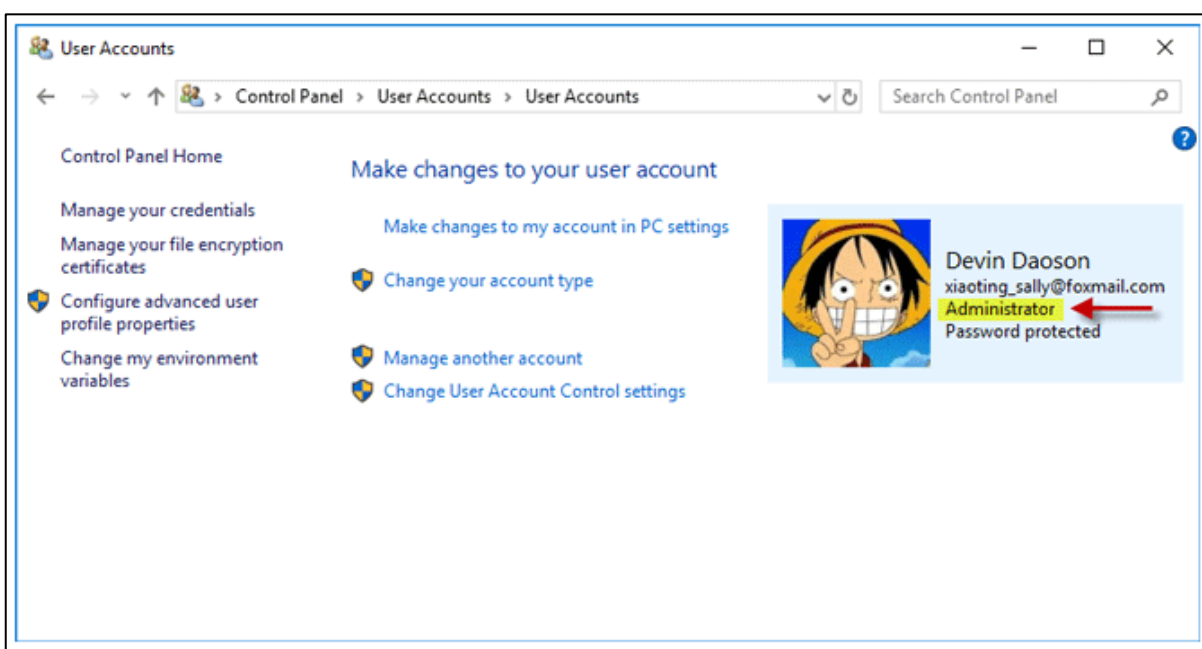 User Accounts
Control Panel > User Accounts > User Accounts
Search Control Panel
?
Control Panel Home
Manage your credentials
Manage your file encryption
certificates
Configure advanced user
profile properties
Change my environment
variables
Make changes to your user account
Make changes to my account in PC settings
Change your account type
Manage another account
Change User Account Control settings
Devin Daoson
xiaoting_sally@foxmail.com
Administrator
Password protected